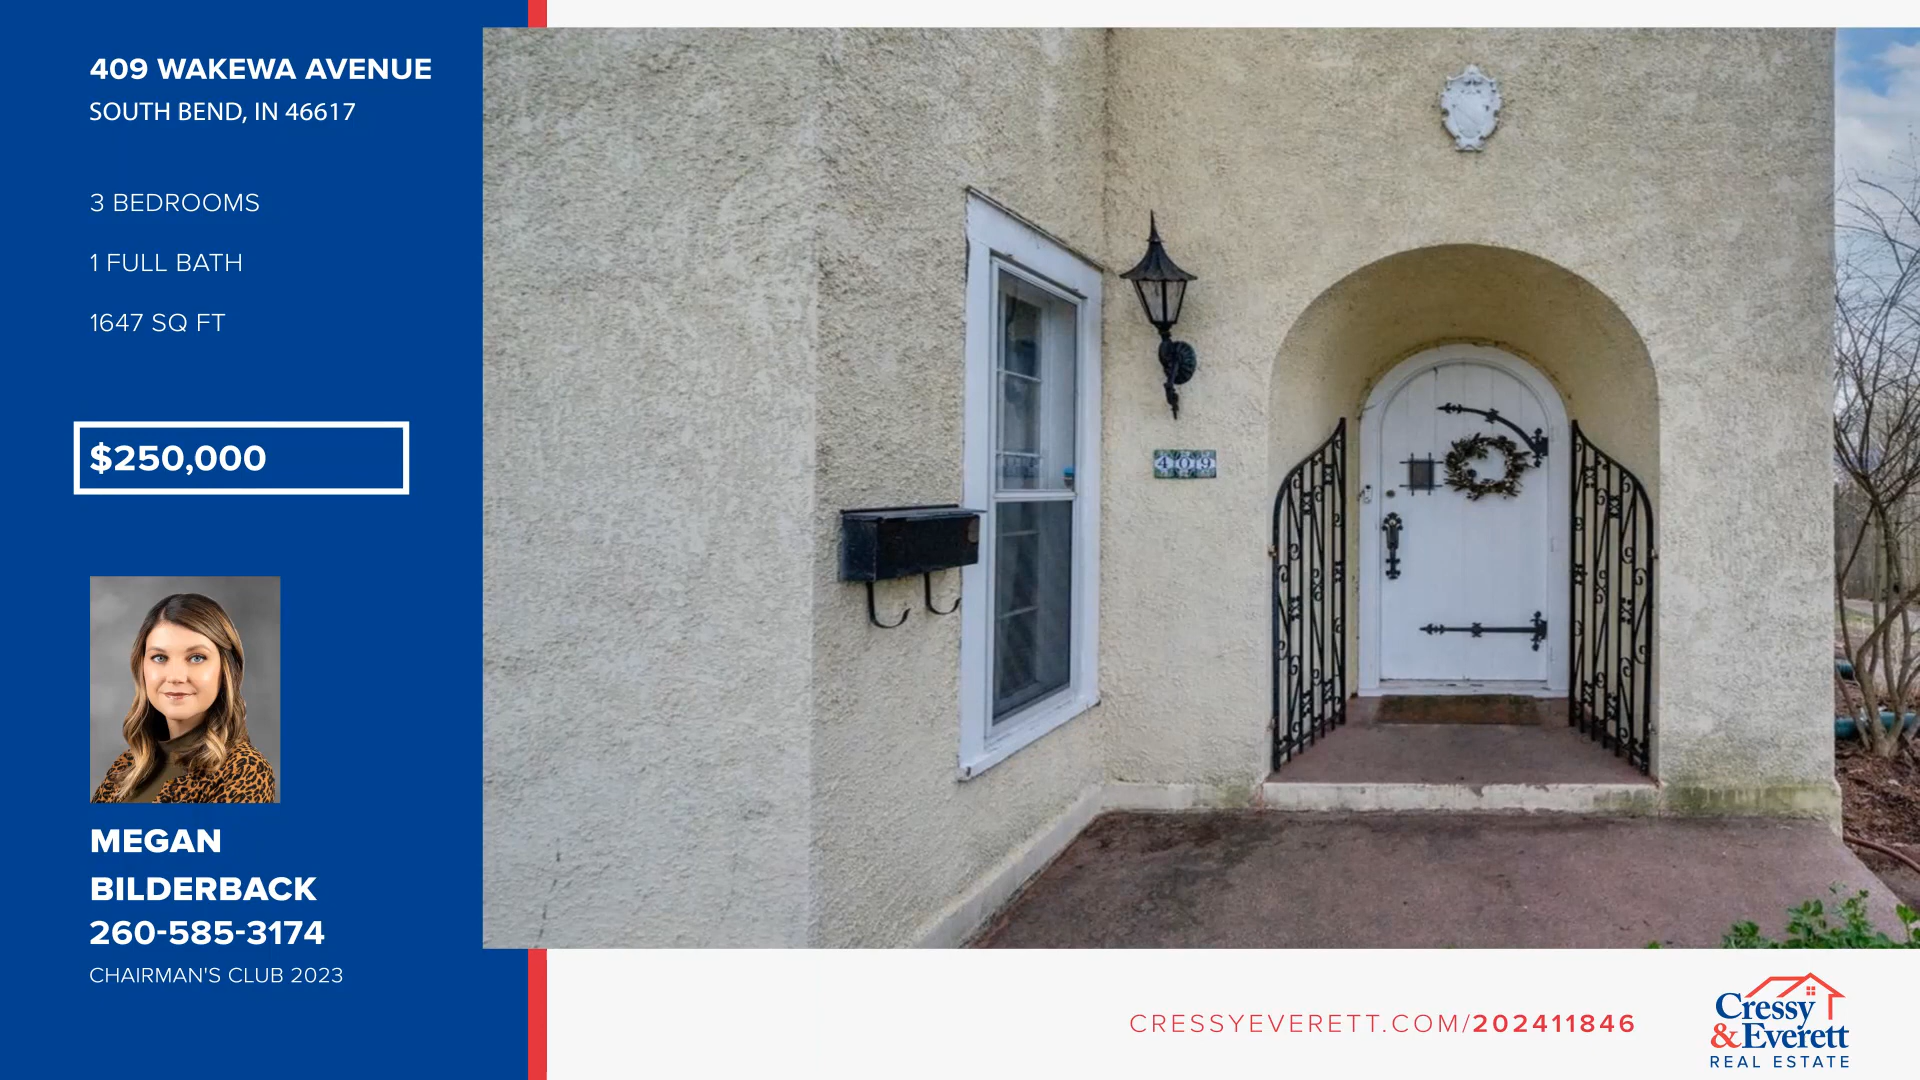 409 WAKEWA AVENUE
SOUTH BEND, IN 46617
3 BEDROOMS
1 FULL BATH
1647 SQ FT
$250,000
MEGAN
BILDERBACK
260-585-3174
CHAIRMAN'S CLUB 2023
409
CRESSYEVERETT.COM/202411846
Cressy
&Everett
REAL ESTATE